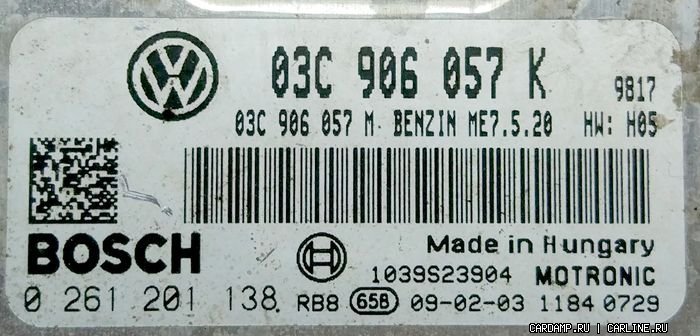 VW 03C 906 057 K 9817
03C 906 057 M BENZIN ME7.5.20 HW: H05
BOSCH Made in Hungary
1039S23904 MOTRONIC
0 261 201 138 RB8 658 09-02-03 1184 0729
CARDAMP.RU | CARLINE.RU